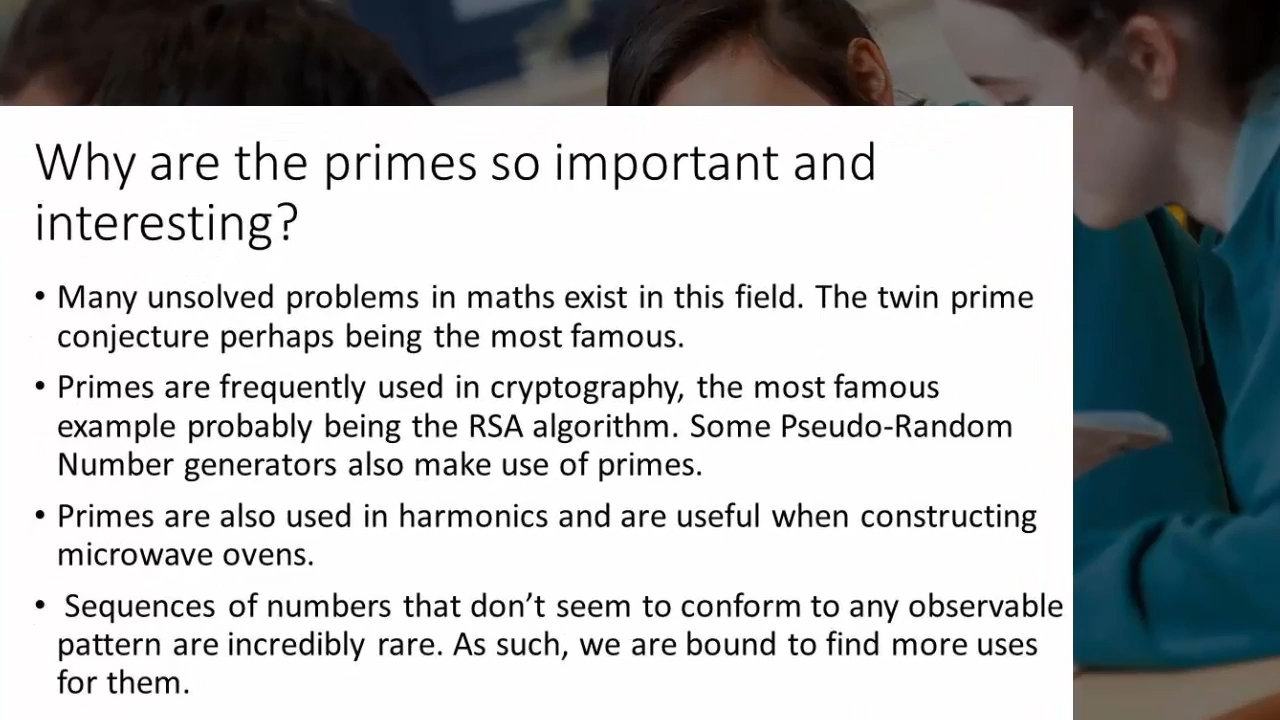 Why are the primes so important and
interesting?
• Many unsolved problems in maths exist in this field. The twin prime
conjecture perhaps being the most famous.
• Primes are frequently used in cryptography, the most famous
example probably being the RSA algorithm. Some Pseudo-Random
Number generators also make use of primes.
• Primes are also used in harmonics and are useful when constructing
microwave ovens.
• Sequences of numbers that don’t seem to conform to any observable
pattern are incredibly rare. As such, we are bound to find more uses
for them.